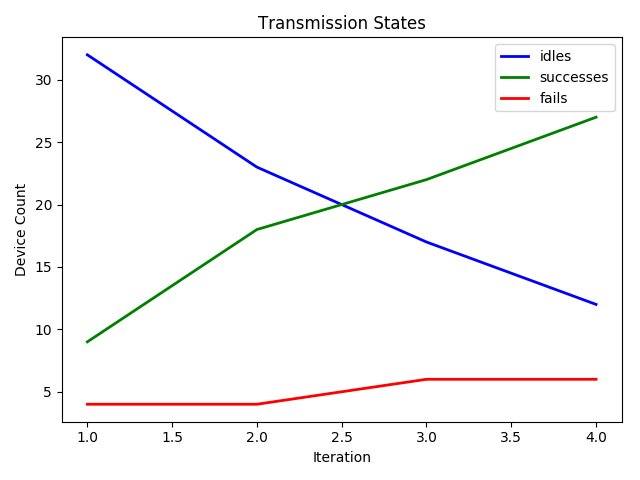 Transmission States
idles
successes
fails
30
25
20
15
10
5
Device Count
1.0 1.5 2.0 2.5 3.0 3.5 4.0
Iteration